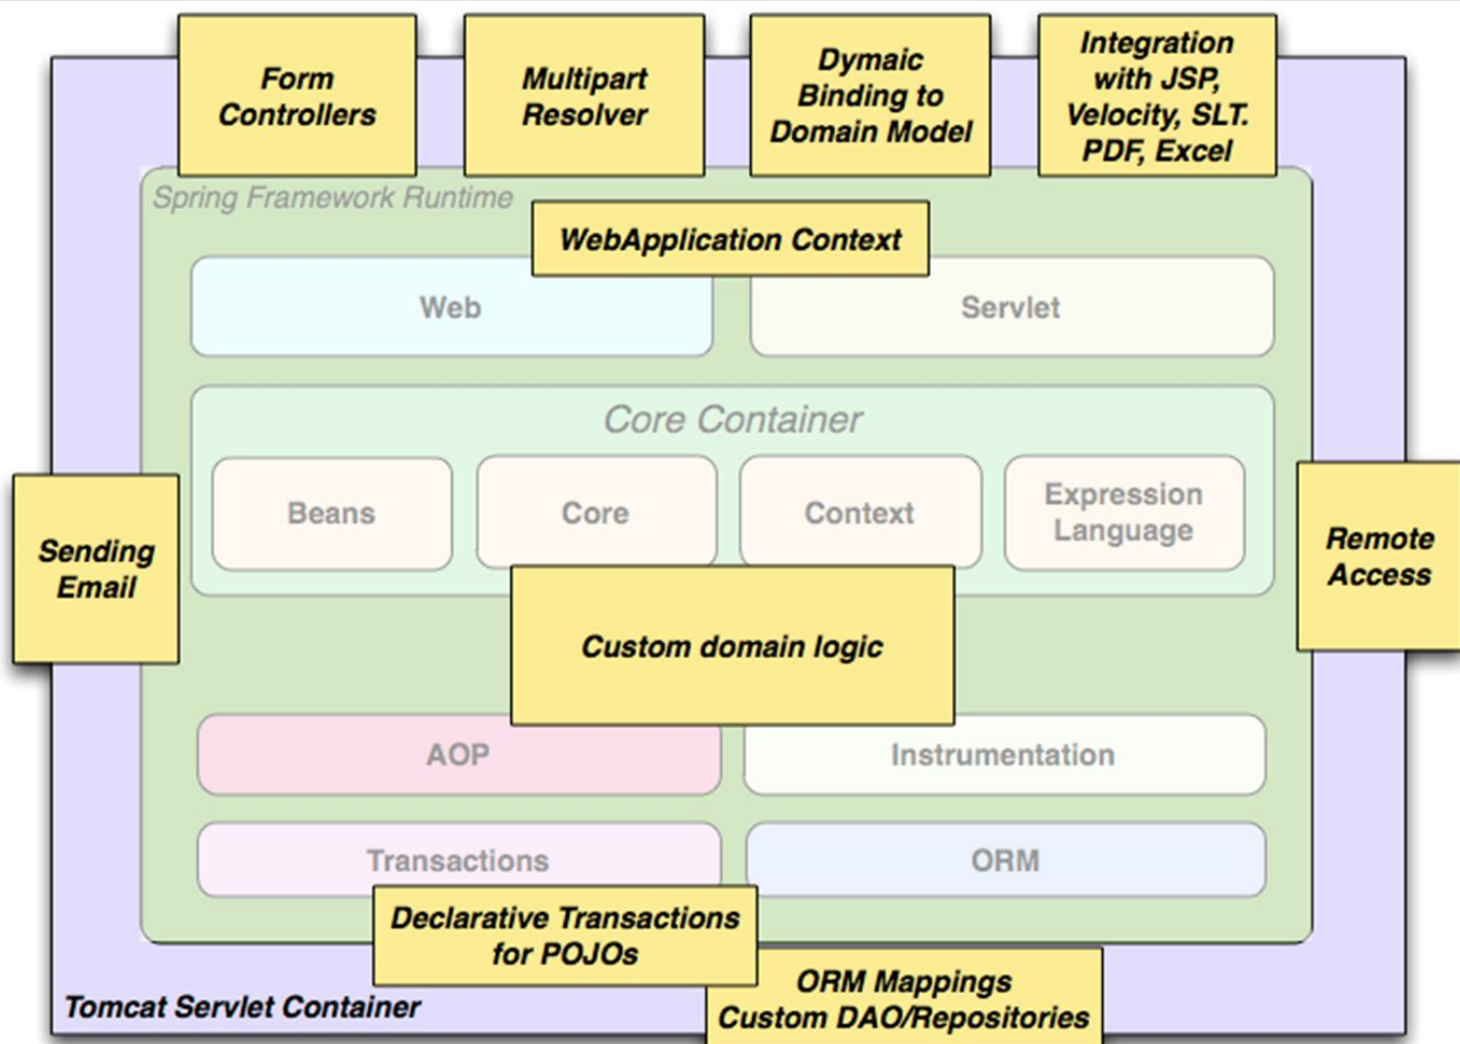 Form
Controllers
Multipart
Resolver
Dymaic
Binding to
Domain Model
Integration
with JSP,
Velocity, SLT.
PDF, Excel
Spring Framework Runtime
WebApplication Context
Web
Servlet
Core Container
Beans
Core
Context
Expression
Language
Sending
Email
Remote
Access
Custom domain logic
AOP
Instrumentation
Transactions
ORM
Declarative Transactions
for POJOs
ORM Mappings
Custom DAO/Repositories
Tomcat Servlet Container